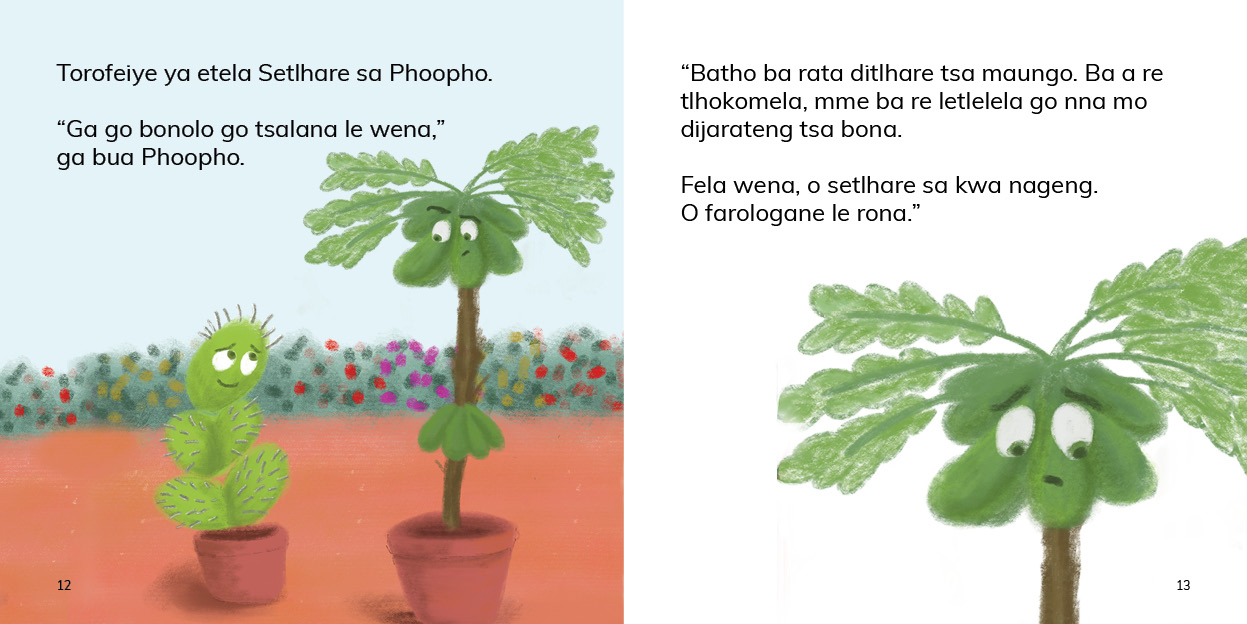 Torofeiye ya etela Setlhare sa Phoopho.
“Ga go bonolo go tsalana le wena,”
ga bua Phoopho.
12
“Batho ba rata ditlhare tsa maungo. Ba a re
tlhokomela, mme ba re letlelela go nna mo
dijarateng tsa bona.
Fela wena, o setlhare sa kwa nageng.
O farologane le rona.”
13